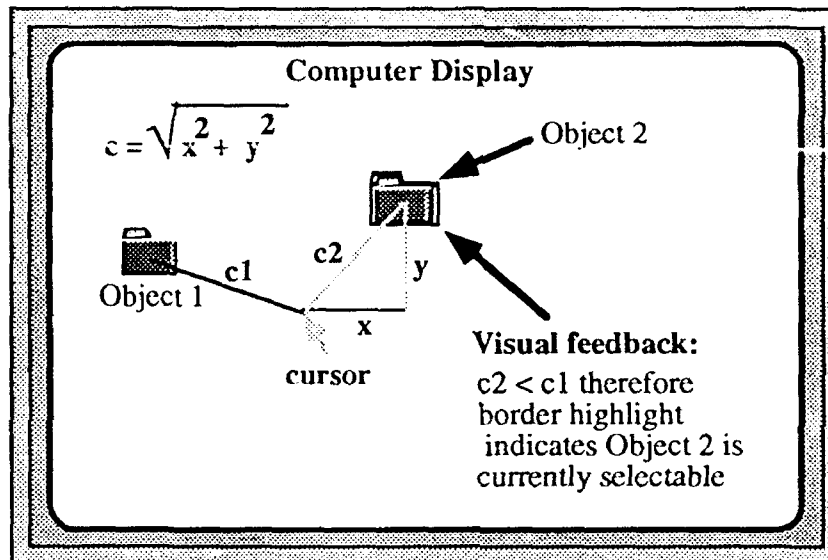 Computer Display
c = √x² + y²
Object 2
c2
c1
y
Object 1
x
cursor
Visual feedback:
c2 < c1 therefore
border highlight
indicates Object 2 is
currently selectable